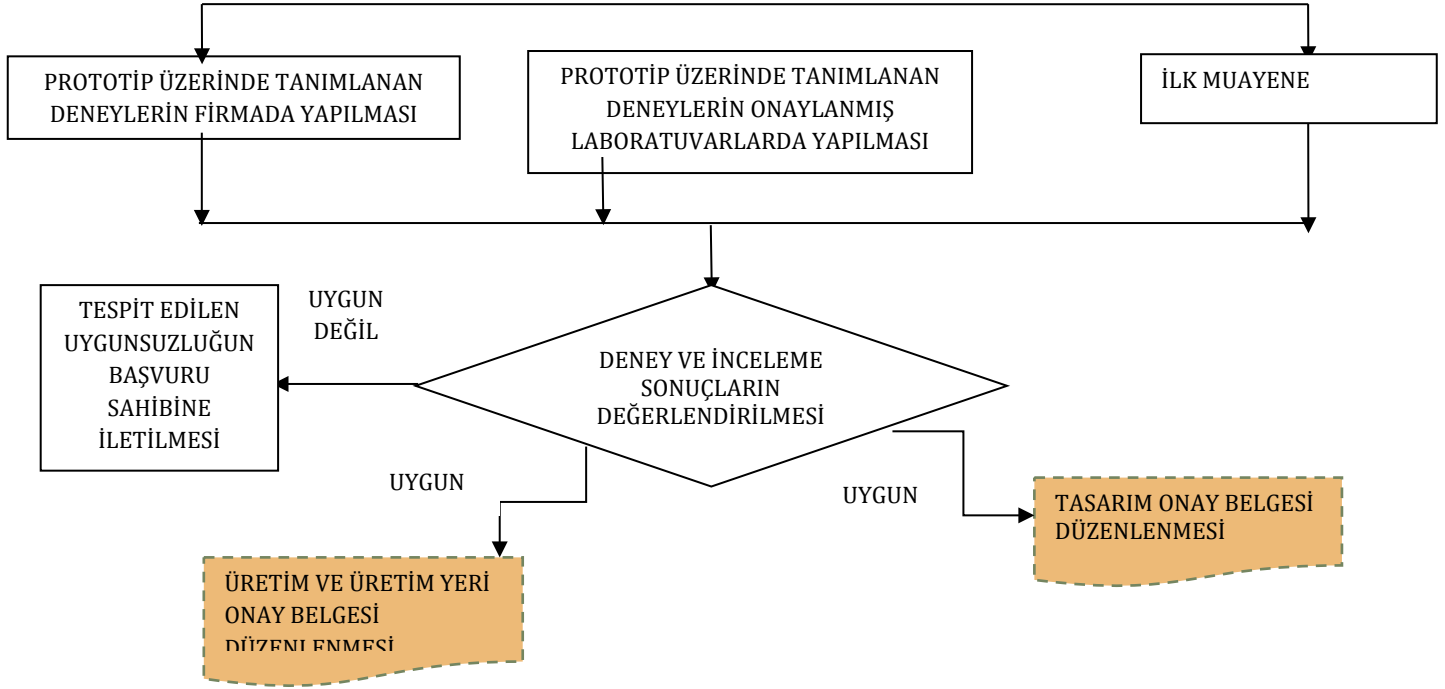 PROTOTİP ÜZERİNDE TANIMLANAN
DENEYLERİN FİRMADA YAPILMASI
PROTOTİP ÜZERİNDE TANIMLANAN
DENEYLERİN ONAYLANMIŞ
LABORATUVARLARDA YAPILMASI
İLK MUAYENE
TESPİT EDİLEN
UYGUNSUZLUĞUN
BAŞVURU
SAHİBİNE
İLETİLMESİ
UYGUN
DEĞİL
DENEY VE İNCELEME
SONUÇLARIN
DEĞERLENDİRİLMESİ
UYGUN
UYGUN
TASARIM ONAY BELGESİ
DÜZENLENMESİ
ÜRETİM VE ÜRETİM YERİ
ONAY BELGESİ
DÜZENLENMESİ